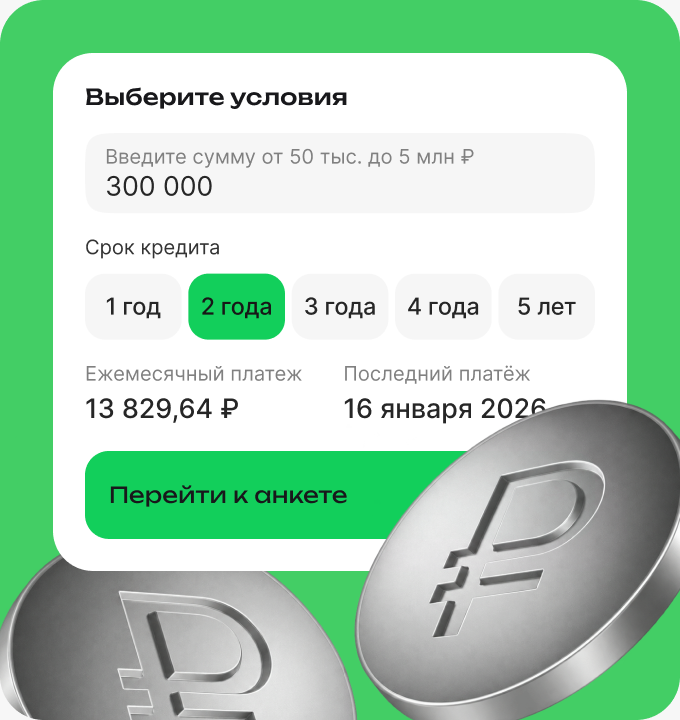 Выберите условия
Введите сумму от 50 тыс. до 5 млн ₽
300 000
Срок кредита
1 год 2 года 3 года 4 года 5 лет
Ежемесячный платеж Последний платёж
13 829,64 ₽ 16 января 2026
Перейти к анкете
₽ ₽